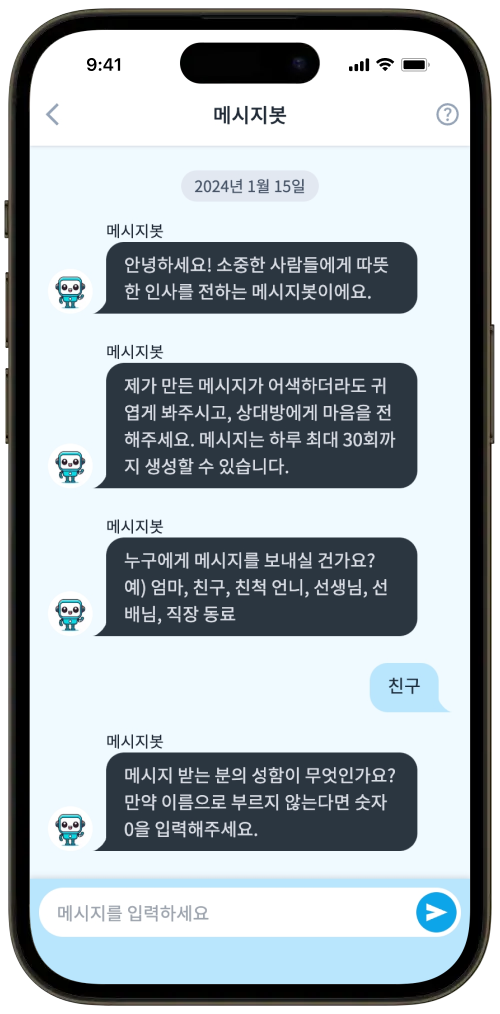 9:41
메시지봇
2024년 1월 15일
메시지봇
안녕하세요! 소중한 사람들에게 따뜻
한 인사를 전하는 메시지봇이에요.
메시지봇
제가 만든 메시지가 어색하더라도 귀
엽게 봐주시고, 상대방에게 마음을 전
해주세요. 메시지는 하루 최대 30회까
지 생성할 수 있습니다.
메시지봇
누구에게 메시지를 보내실 건가요?
예) 엄마, 친구, 친척 언니, 선생님, 선
배님, 직장 동료
친구
메시지봇
메시지 받는 분의 성함이 무엇인가요?
만약 이름으로 부르지 않는다면 숫자
0을 입력해주세요.
메시지를 입력하세요